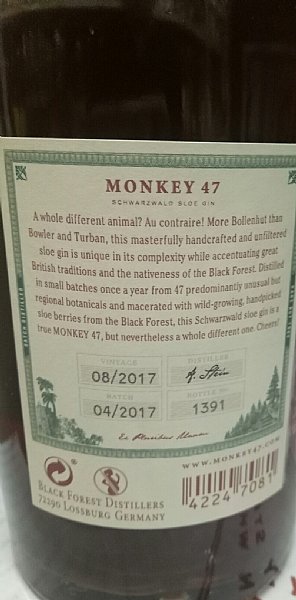 MONKEY 47
SCHWARZWALD SLOE GIN
A whole different animal? Au contraire! More Bollenhut than
Bowler and Turban, this masterfully handcrafted and unfiltered
sloe gin is unique in its complexity while accentuating great
British traditions and the nativeness of the Black Forest. Distilled
in small batches once a year from 47 predominantly unusual but
regional botanicals and macerated with wild-growing, handpicked
sloe berries from the Black Forest, this Schwarzwald sloe gin is a
true MONKEY 47, but nevertheless a whole different one. Cheers!
VINTAGE
08/2017
DISTILLER
A. Stein
BATCH
04/2017
BOTTLE
1391
Ex Pluribus Unum
WWW.MONKEY47.COM
4224 7081
BLACK FOREST DISTILLERS
72290 LOSSBURG GERMANY